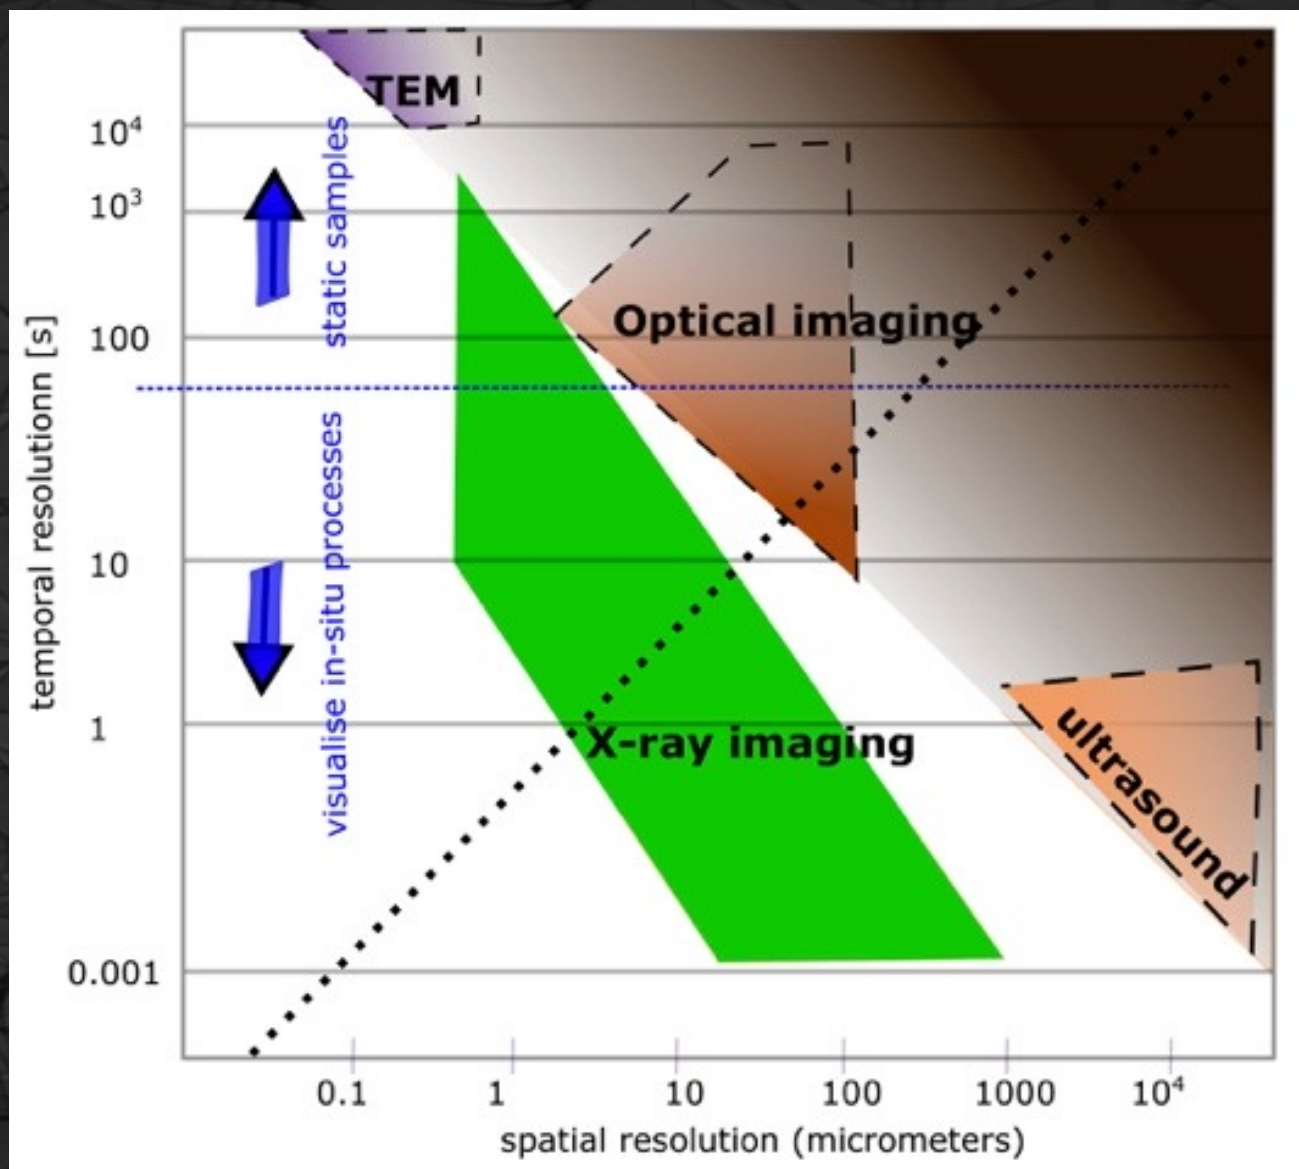 TEM
10⁴
static samples
10³
Optical imaging
100
temporal resolutionn [s]
visualise in-situ processes
10
ultrasound
1
X-ray imaging
0.001
0.1 1 10 100 1000 10⁴
spatial resolution (micrometers)